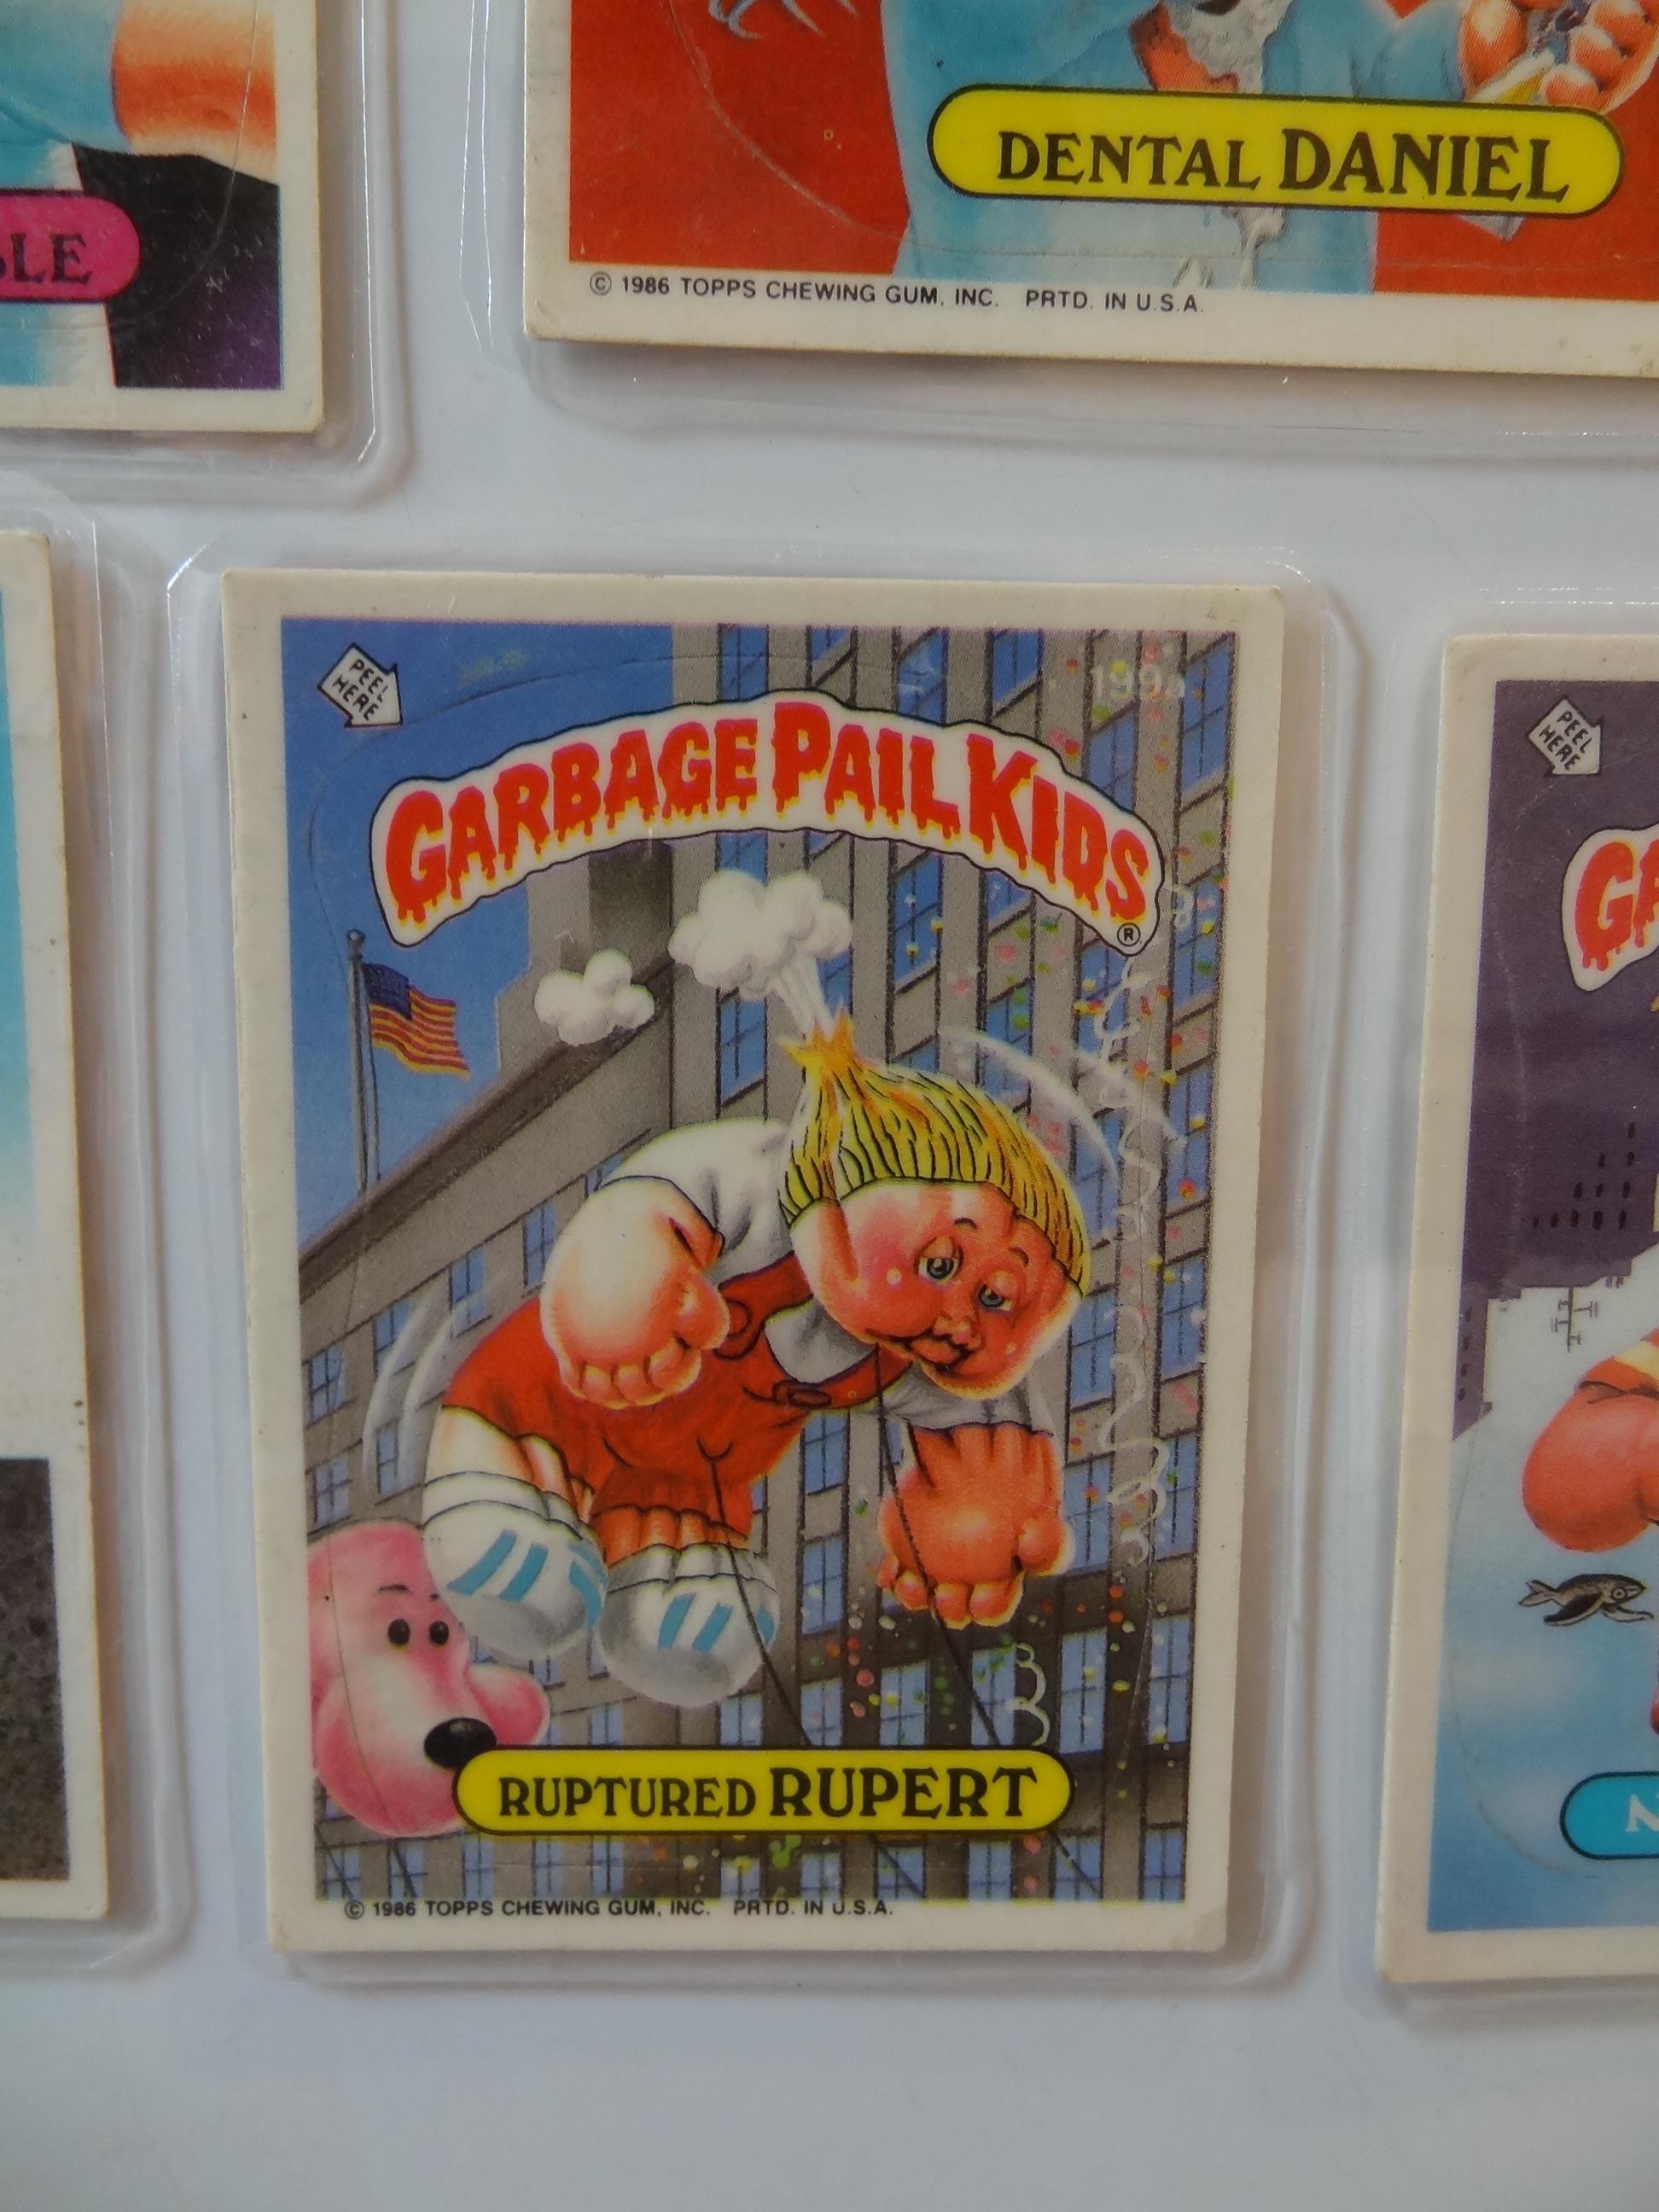 DENTAL DANIEL
© 1986 TOPPS CHEWING GUM, INC. PRTD. IN U.S.A.
PEEL
HERE
199a
GARBAGE PAIL KIDS
®
RUPTURED RUPERT
© 1986 TOPPS CHEWING GUM, INC. PRTD. IN U.S.A.
PEEL
HERE